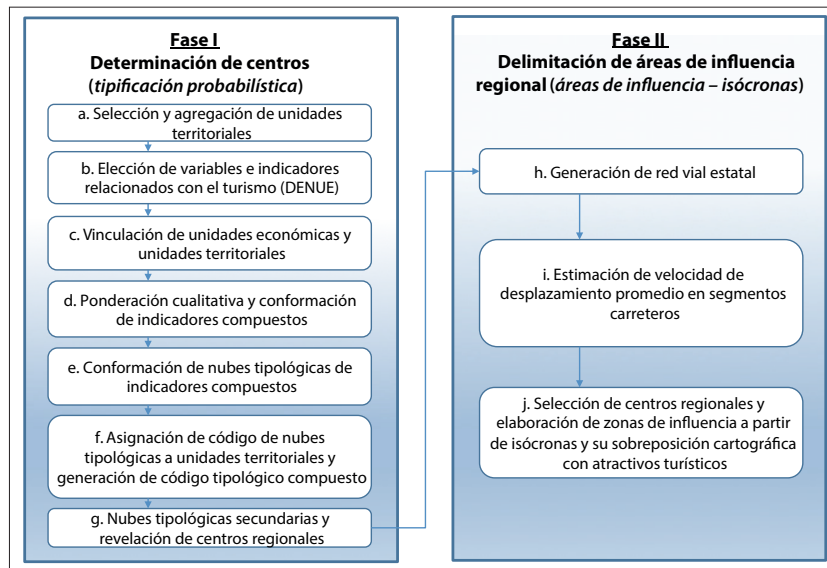 Fase I
Determinación de centros
(tipificación probabilística)
a. Selección y agregación de unidades
territoriales
b. Elección de variables e indicadores
relacionados con el turismo (DENUE)
c. Vinculación de unidades económicas y
unidades territoriales
d. Ponderación cualitativa y conformación
de indicadores compuestos
e. Conformación de nubes tipológicas de
indicadores compuestos
f. Asignación de código de nubes
tipológicas a unidades territoriales y
generación de código tipológico compuesto
g. Nubes tipológicas secundarias y
revelación de centros regionales
Fase II
Delimitación de áreas de influencia
regional (áreas de influencia – isócronas)
h. Generación de red vial estatal
i. Estimación de velocidad de
desplazamiento promedio en segmentos
carreteros
j. Selección de centros regionales y
elaboración de zonas de influencia a partir
de isócronas y su sobreposición cartográfica
con atractivos turísticos